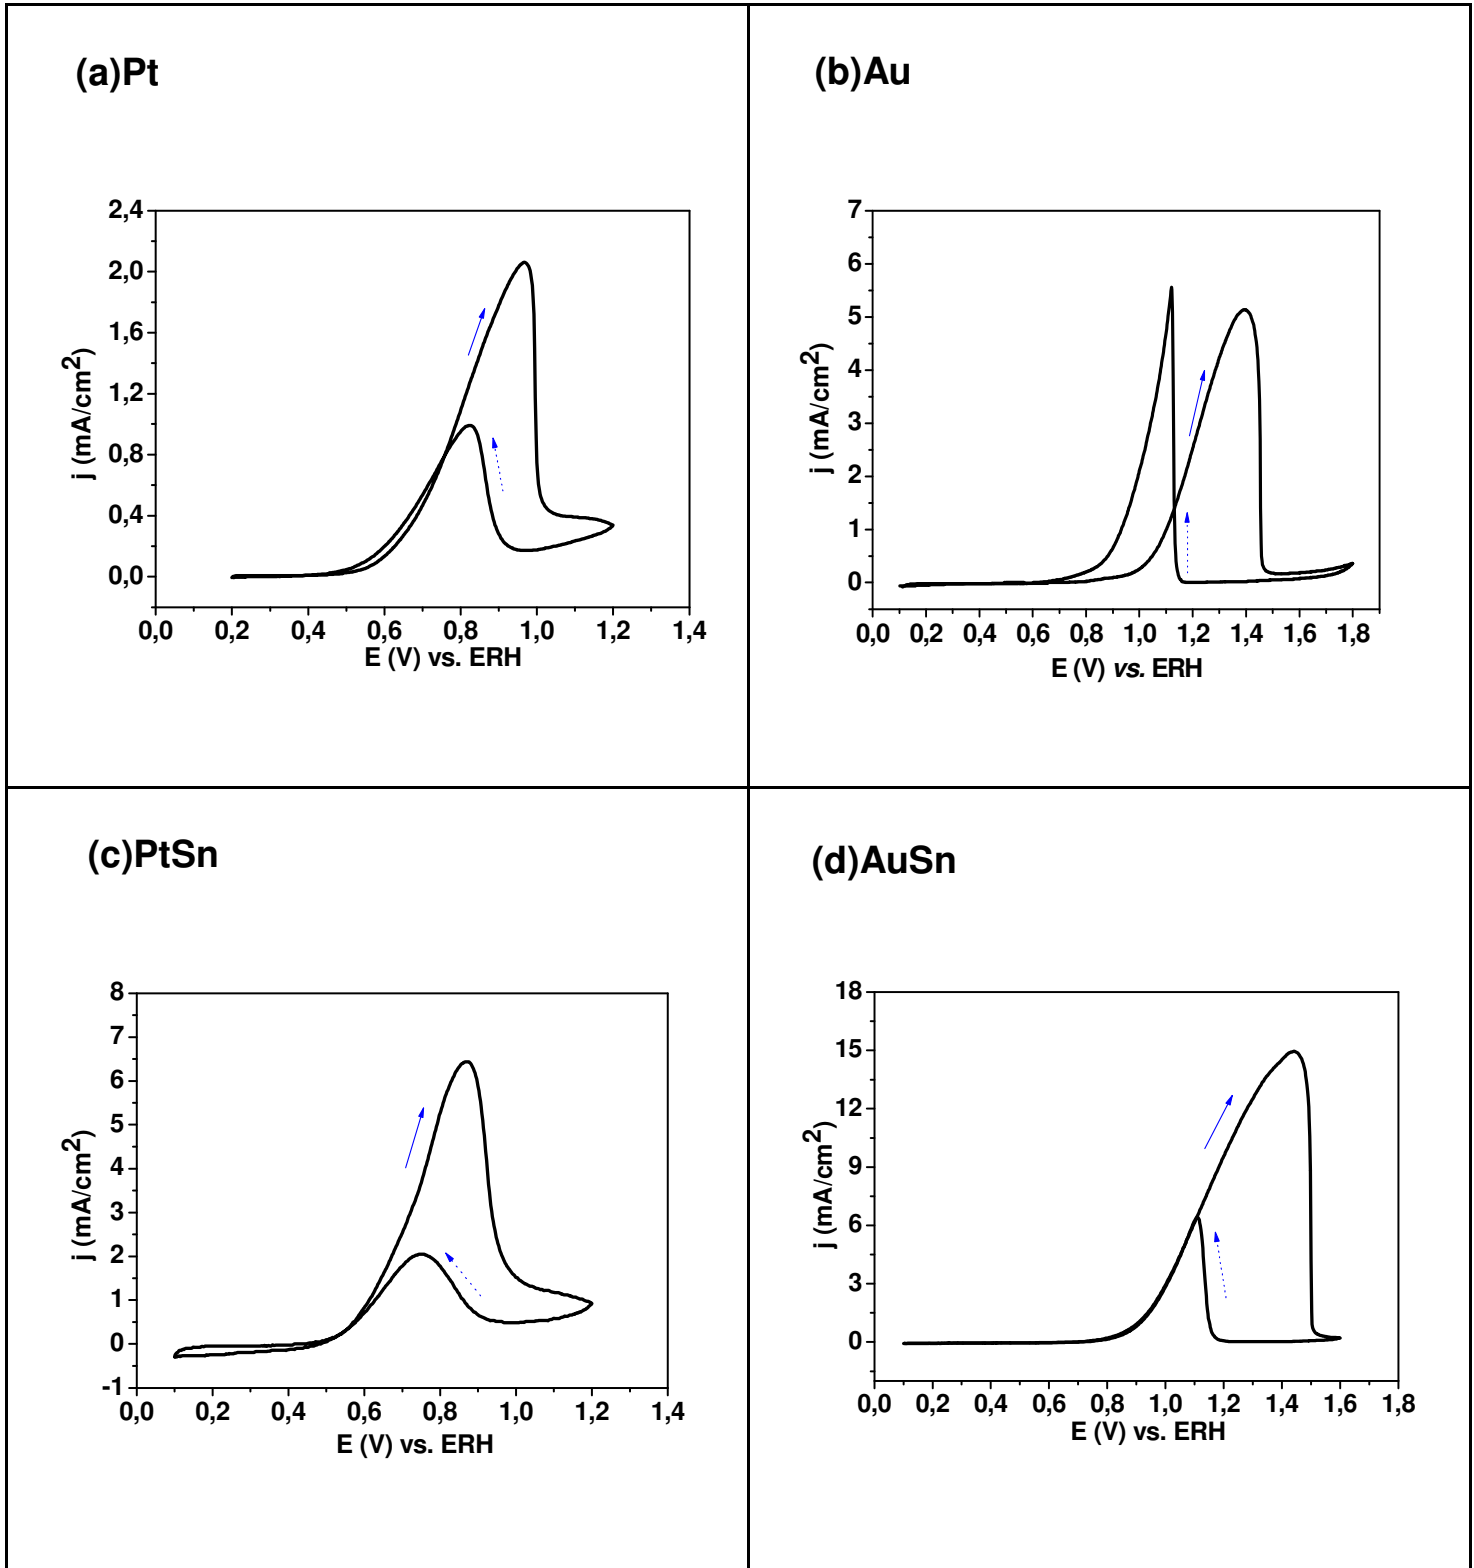 (a)Pt
2,4
2,0
1,6
1,2
0,8
0,4
0,0
j (mA/cm2)
0,0 0,2 0,4 0,6 0,8 1,0 1,2 1,4
E (V) vs. ERH
(b)Au
7
6
5
4
3
2
1
0
j (mA/cm2)
0,0 0,2 0,4 0,6 0,8 1,0 1,2 1,4 1,6 1,8
E (V) vs. ERH
(c)PtSn
8
7
6
5
4
3
2
1
0
-1
j (mA/cm2)
0,0 0,2 0,4 0,6 0,8 1,0 1,2 1,4
E (V) vs. ERH
(d)AuSn
18
15
12
9
6
3
0
j (mA/cm2)
0,0 0,2 0,4 0,6 0,8 1,0 1,2 1,4 1,6 1,8
E (V) vs. ERH